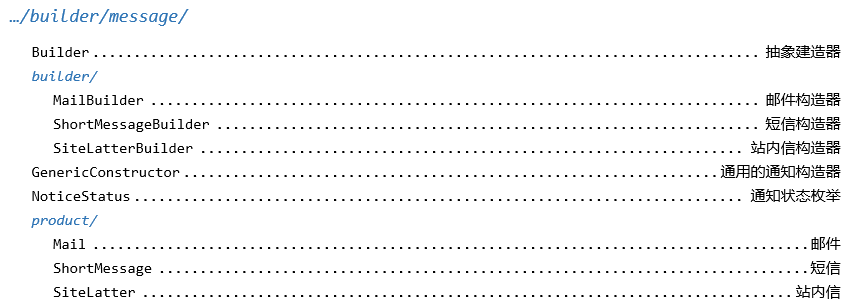 …/builder/message/
Builder................................................................................ 抽象建造器
builder/
MailBuilder .......................................................................... 邮件构造器
ShortMessageBuilder .................................................................. 短信构造器
SiteLatterBuilder .................................................................. 站内信构造器
GenericConstructor.................................................................通用的通知构造器
NoticeStatus.......................................................................... 通知状态枚举
product/
Mail .......................................................................................邮件
ShortMessage ...............................................................................短信
SiteLatter ...............................................................................站内信